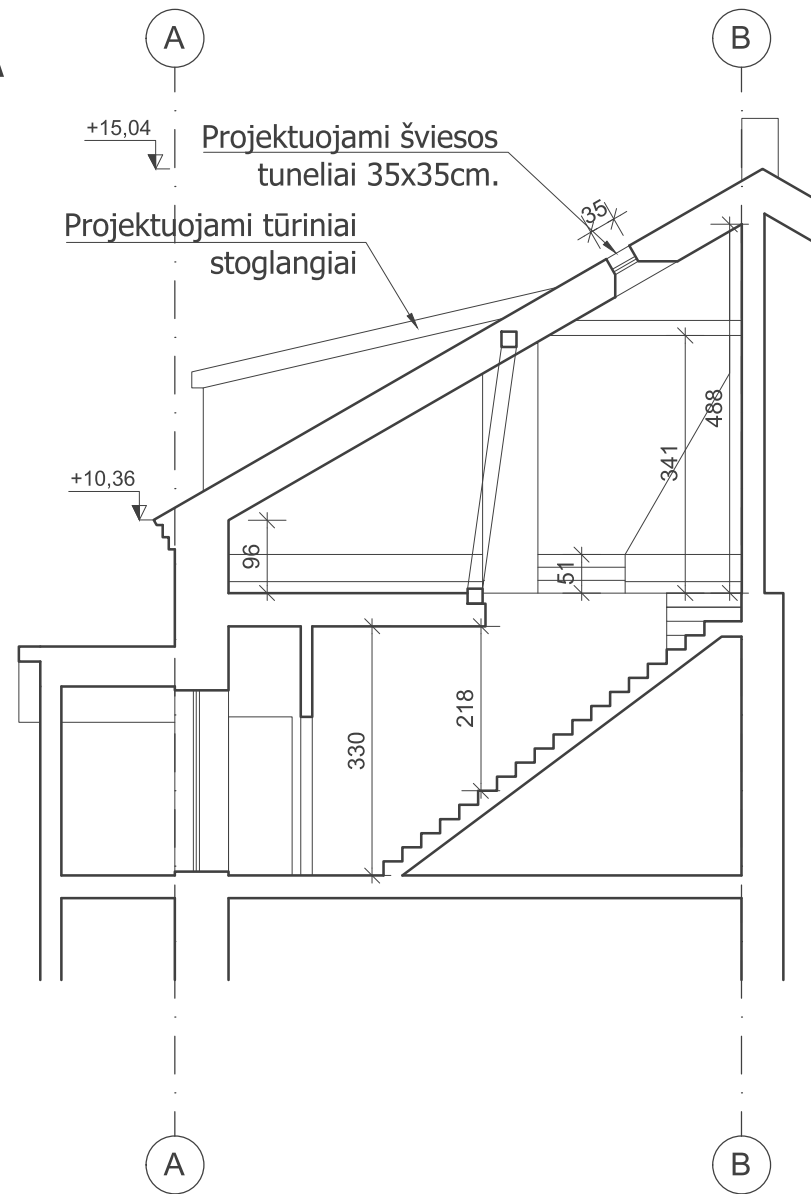 A
B
A
+15,04
Projektuojami šviesos
tuneliai 35x35cm.
35
Projektuojami tūriniai
stoglangiai
488
341
+10,36
96
51
218
330
A
B